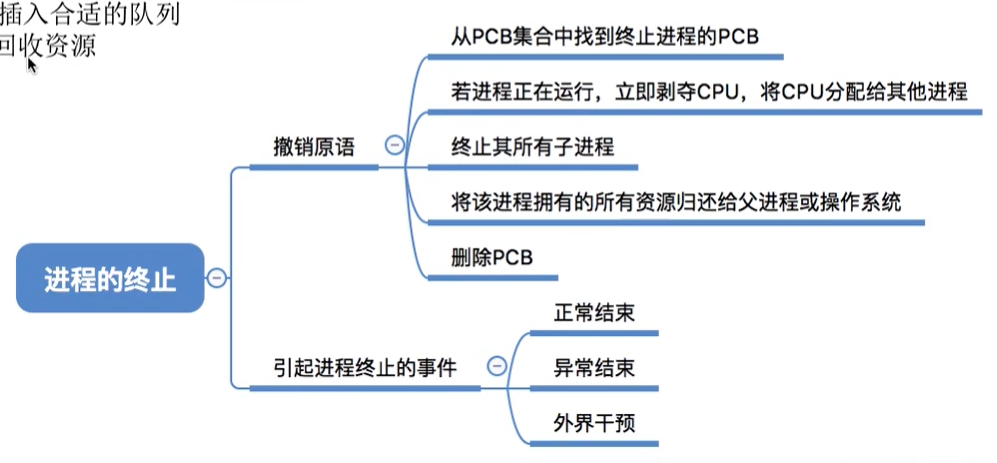 插入合适的队列
回收资源
从PCB集合中找到终止进程的PCB
若进程正在运行，立即剥夺CPU，将CPU分配给其他进程
撤销原语
终止其所有子进程
将该进程拥有的所有资源归还给父进程或操作系统
删除PCB
进程的终止
正常结束
引起进程终止的事件
异常结束
外界干预